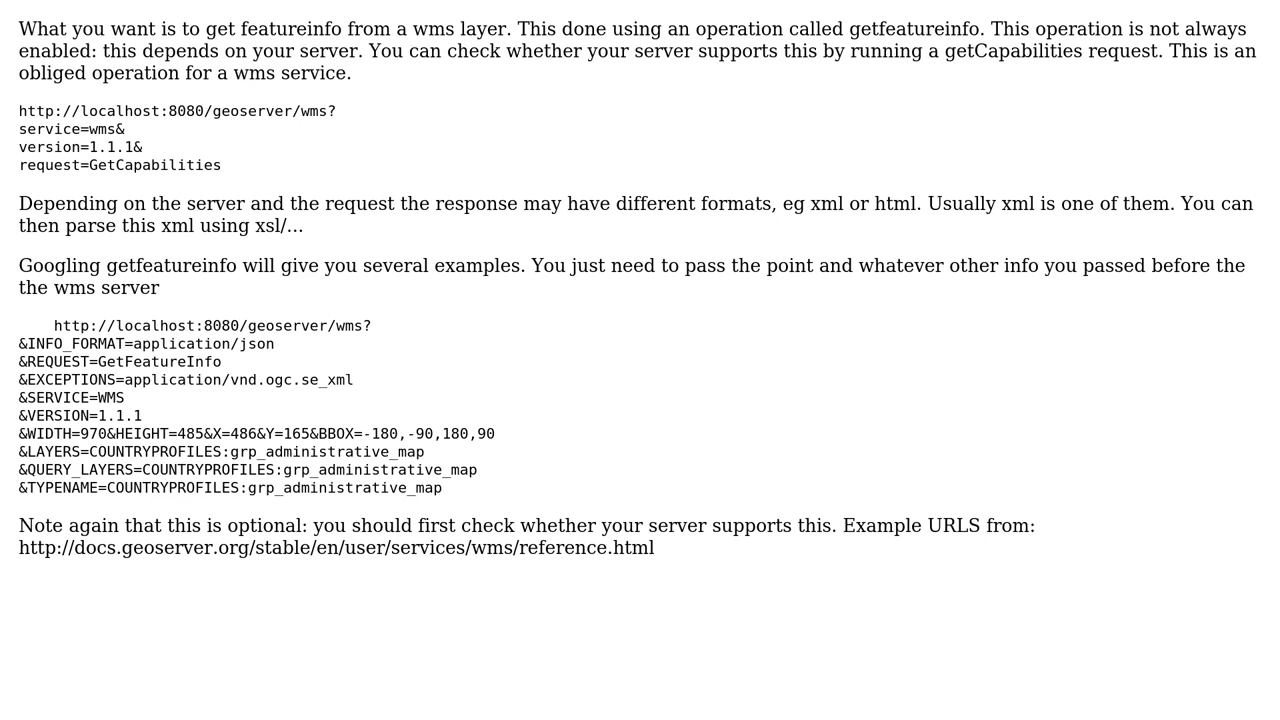 What you want is to get featureinfo from a wms layer. This done using an operation called getfeatureinfo. This operation is not always
enabled: this depends on your server. You can check whether your server supports this by running a getCapabilities request. This is an
obliged operation for a wms service.
http://localhost:8080/geoserver/wms?
service=wms&
version=1.1.1&
request=GetCapabilities
Depending on the server and the request the response may have different formats, eg xml or html. Usually xml is one of them. You can
then parse this xml using xsl/...
Googling getfeatureinfo will give you several examples. You just need to pass the point and whatever other info you passed before the
the wms server
http://localhost:8080/geoserver/wms?
&INFO_FORMAT=application/json
&REQUEST=GetFeatureInfo
&EXCEPTIONS=application/vnd.ogc.se_xml
&SERVICE=WMS
&VERSION=1.1.1
&WIDTH=970&HEIGHT=485&X=486&Y=165&BBOX=-180,-90,180,90
&LAYERS=COUNTRYPROFILES:grp_administrative_map
&QUERY_LAYERS=COUNTRYPROFILES:grp_administrative_map
&TYPENAME=COUNTRYPROFILES:grp_administrative_map
Note again that this is optional: you should first check whether your server supports this. Example URLS from:
http://docs.geoserver.org/stable/en/user/services/wms/reference.html